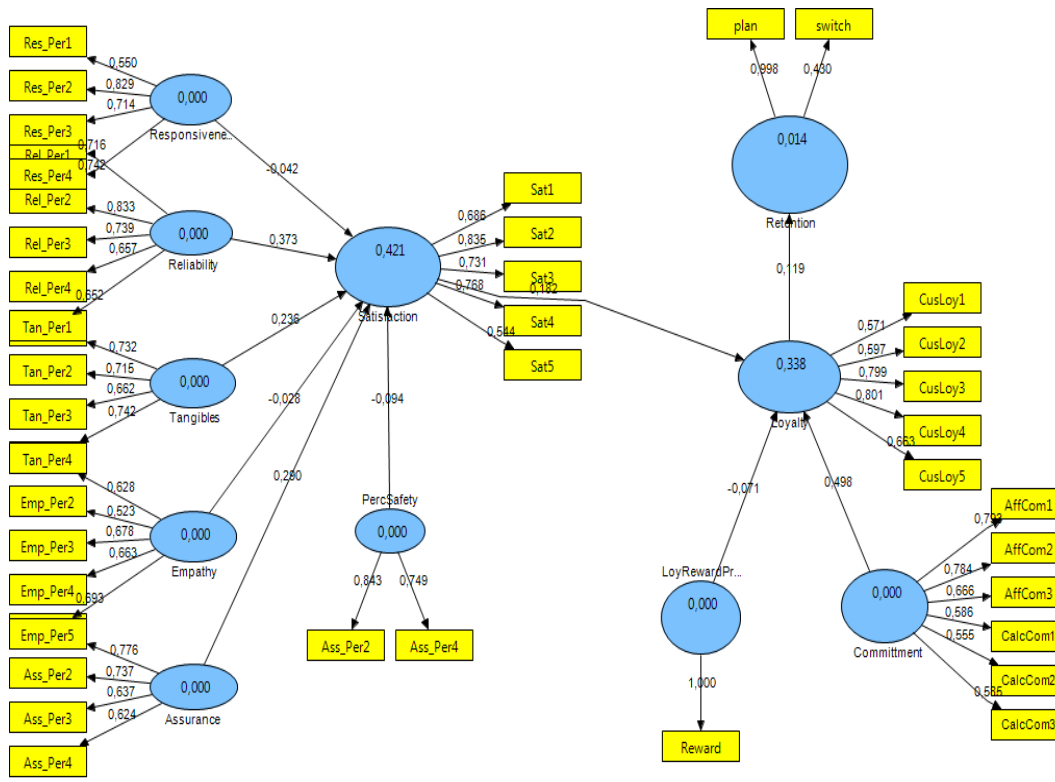 plan
switch
0,998
0,430
0,014
Retention
0,119
Res_Per1
Res_Per2
Res_Per3
Rel_Per1
Res_Per4
0,550
0,829
0,714
0,716
0,742
0,000
Responsivene...
-0,042
Rel_Per2
Rel_Per3
Rel_Per4
0,833
0,739
0,657
0,652
0,000
Reliability
0,373
Tan_Per1
Tan_Per2
Tan_Per3
Tan_Per4
0,732
0,715
0,662
0,742
0,000
Tangibles
0,236
Emp_Per2
Emp_Per3
Emp_Per4
Emp_Per5
0,628
0,523
0,678
0,663
0,693
0,000
Empathy
-0,028
Ass_Per2
Ass_Per3
Ass_Per4
0,776
0,737
0,637
0,624
0,000
Assurance
0,290
0,421
Satisfaction
Sat1
Sat2
Sat3
Sat4
Sat5
0,686
0,835
0,731
0,768
0,544
0,182
-0,094
PercSafety
0,000
0,843
0,749
Ass_Per2
Ass_Per4
0,338
Loyalty
CusLoy1
CusLoy2
CusLoy3
CusLoy4
CusLoy5
0,571
0,597
0,799
0,801
0,663
-0,071
0,498
LoyRewardPr...
0,000
1,000
Reward
0,000
Committment
AffCom1
AffCom2
AffCom3
CalcCom1
CalcCom2
CalcCom3
0,784
0,666
0,586
0,555